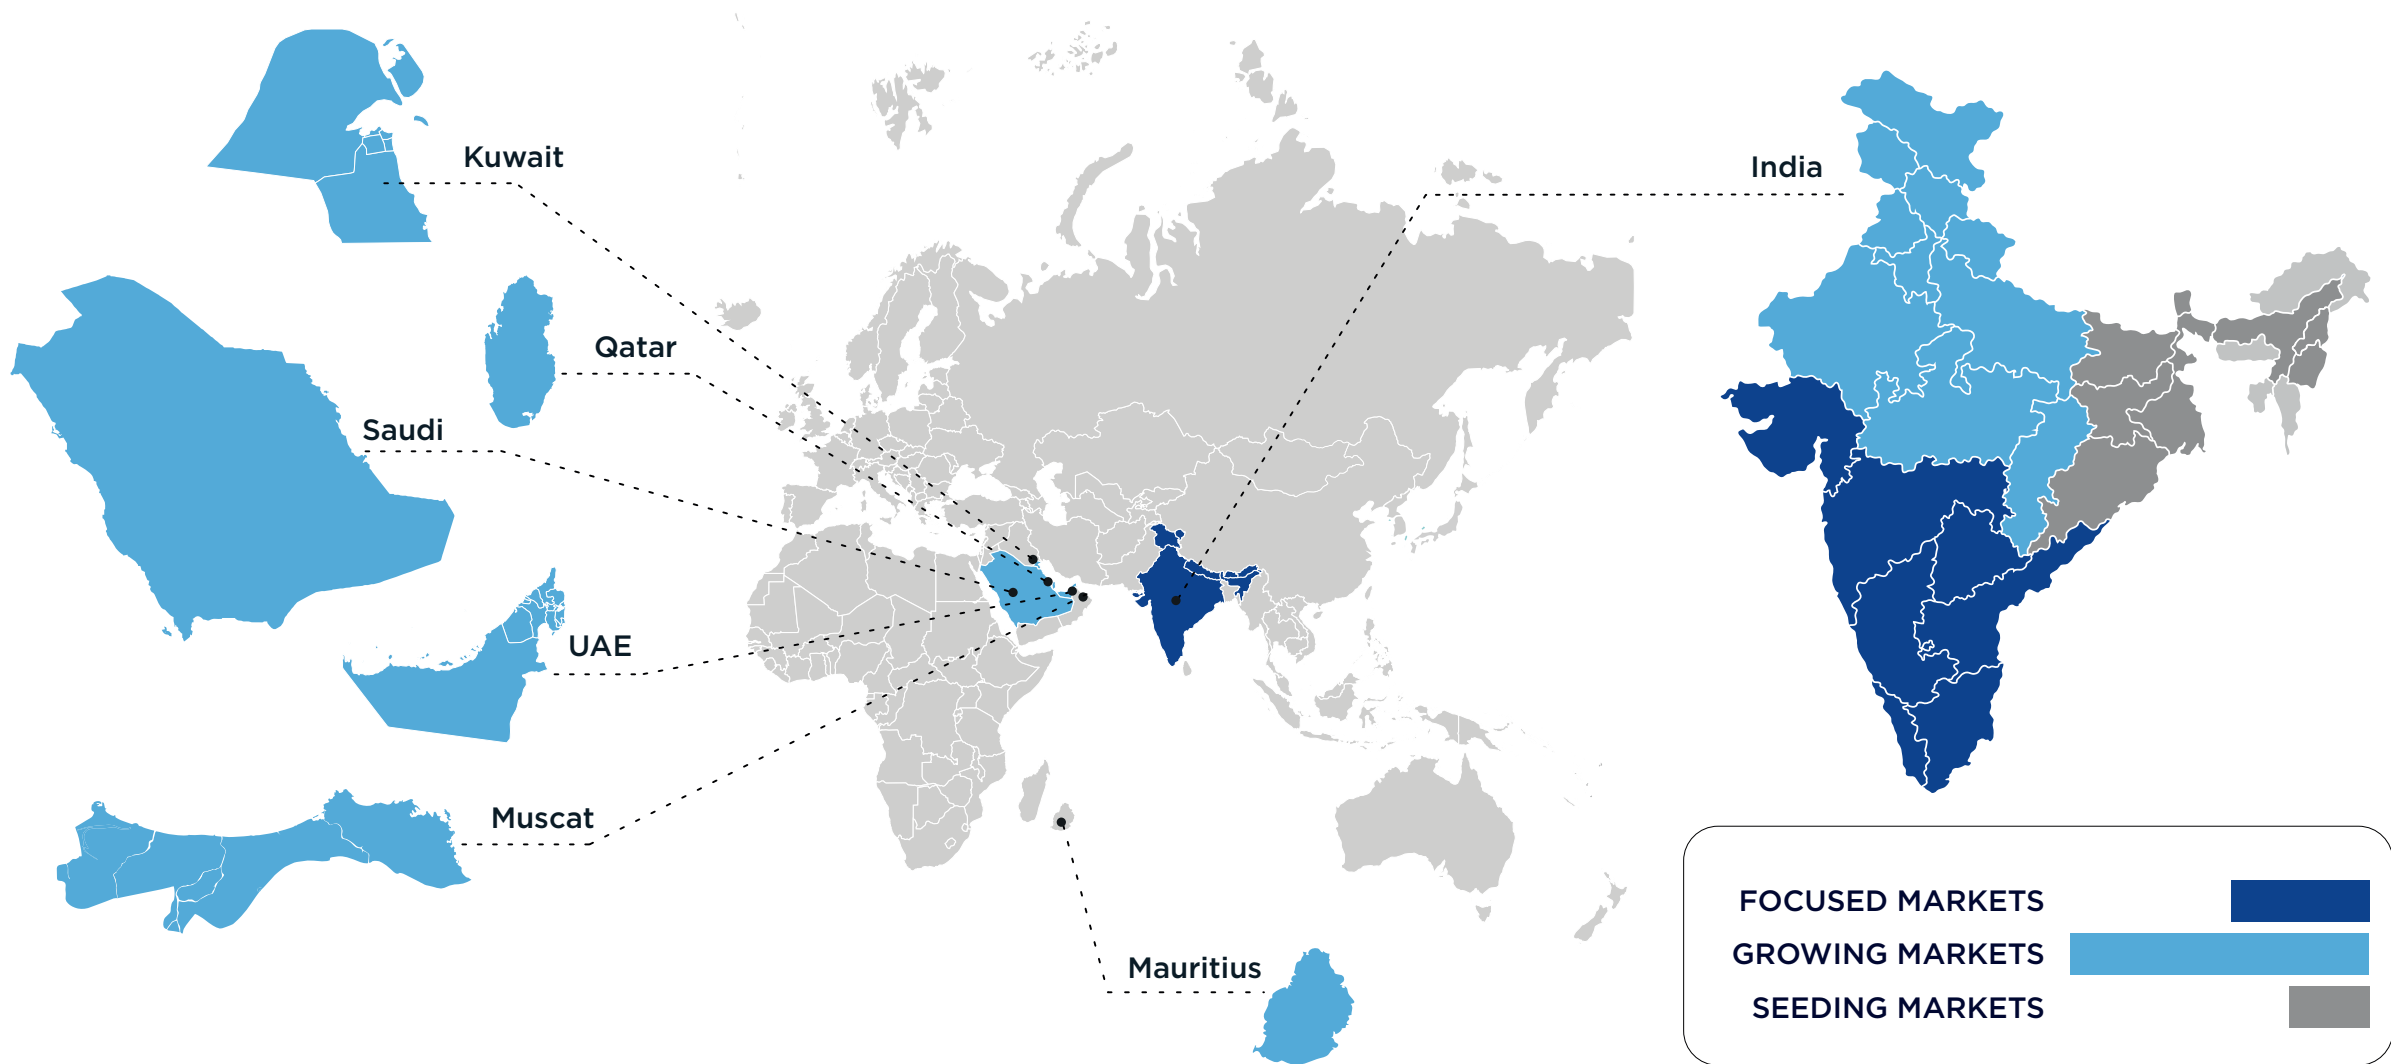 Kuwait
India
Qatar
Saudi
UAE
Muscat
Mauritius
FOCUSED MARKETS
GROWING MARKETS
SEEDING MARKETS